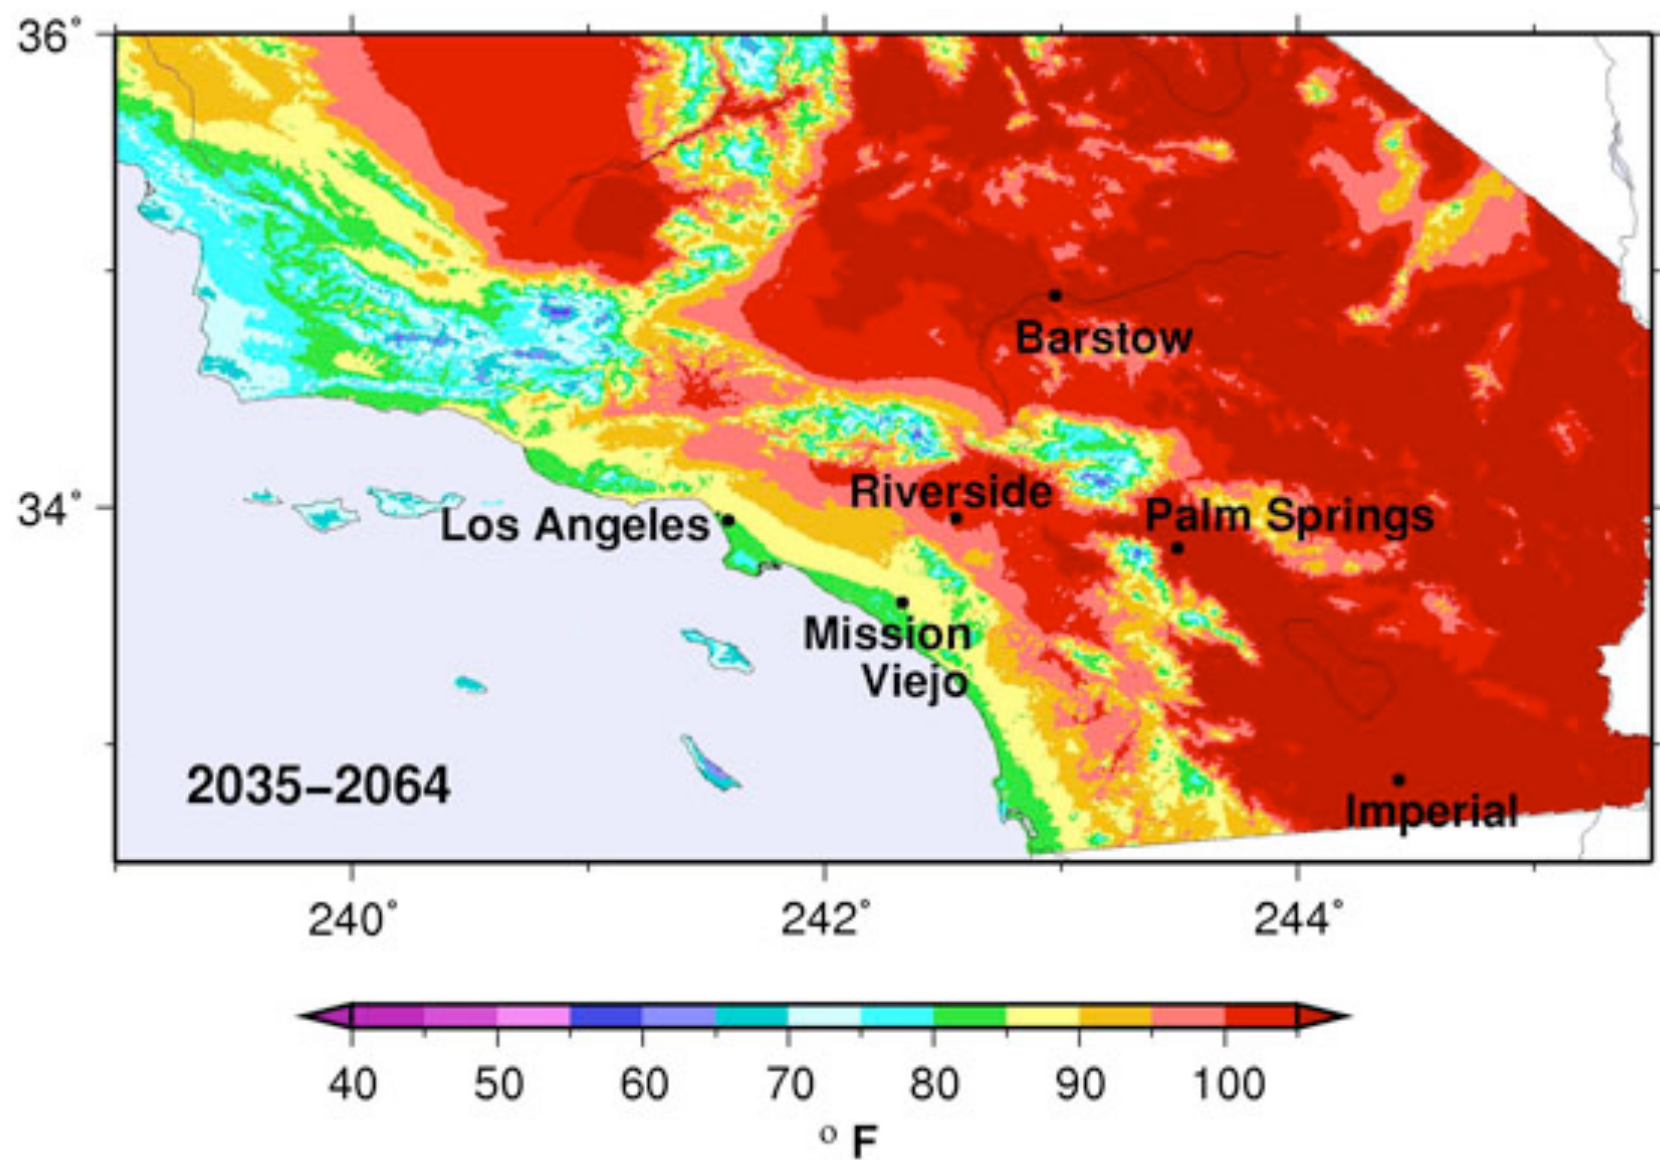 36°
34°
Barstow
Riverside
Palm Springs
Los Angeles
Mission
Viejo
2035–2064
Imperial
240°
242°
244°
40 50 60 70 80 90 100
° F